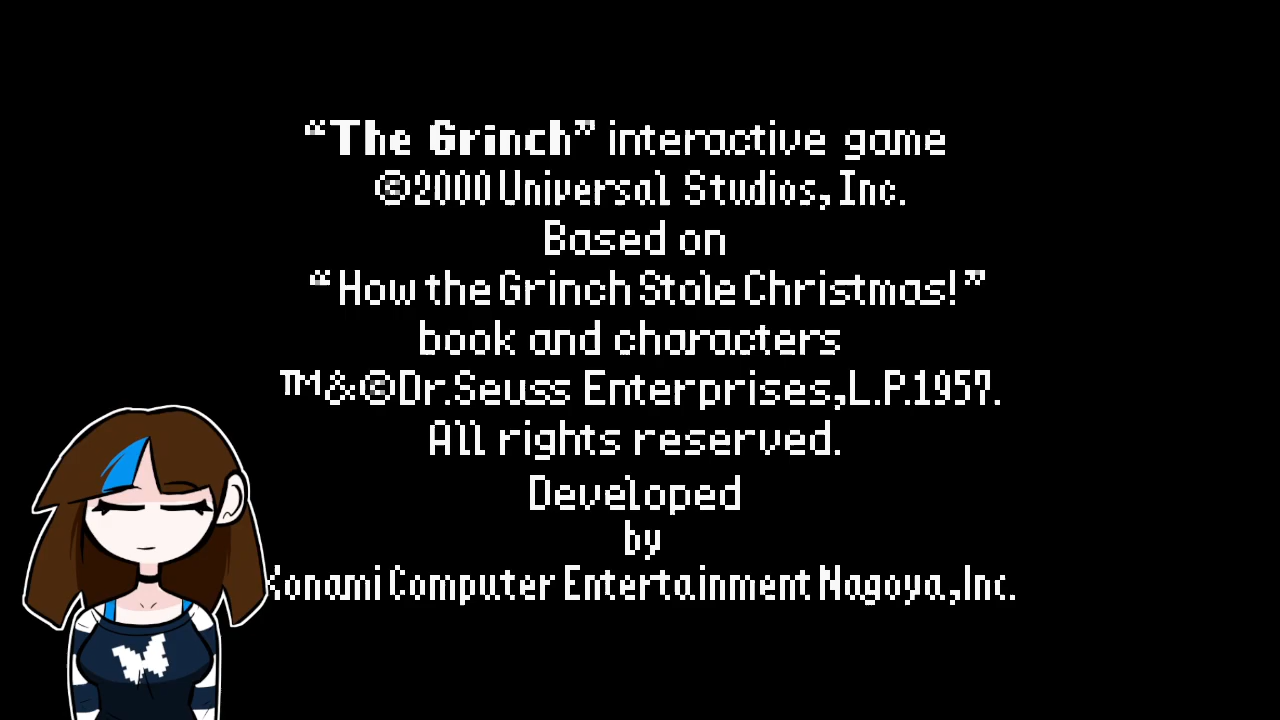 “The Grinch” interactive game
©2000 Universal Studios, Inc.
Based on
“How the Grinch Stole Christmas!”
book and characters
™&©Dr.Seuss Enterprises,L.P.1957.
All rights reserved.
Developed
by
Konami Computer Entertainment Nagoya,Inc.